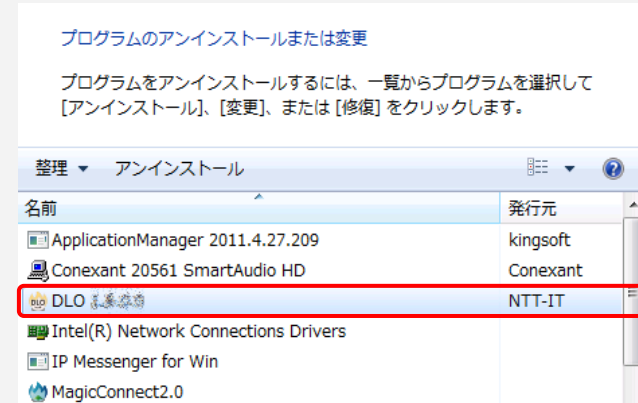 プログラムのアンインストールまたは変更
プログラムをアンインストールするには、一覧からプログラムを選択して
[アンインストール]、[変更]、または [修復] をクリックします。
整理 アンインストール
名前 発行元
ApplicationManager 2011.4.27.209 kingsoft
Conexant 20561 SmartAudio HD Conexant
DLO NTT-IT
Intel(R) Network Connections Drivers
IP Messenger for Win
MagicConnect2.0